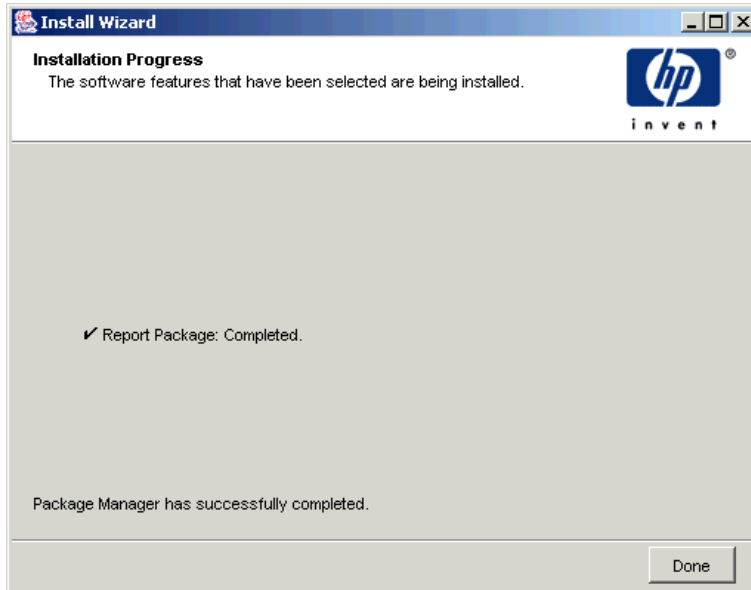 Install Wizard
Installation Progress
The software features that have been selected are being installed.
hp
®
invent
✔ Report Package: Completed.
Package Manager has successfully completed.
Done